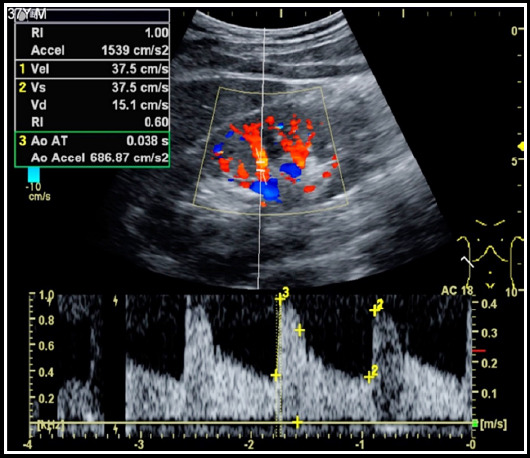 37Y/M
RI 1.00
Accel 1539 cm/s2
1 Vel 37.5 cm/s
2 Vs 37.5 cm/s
Vd 15.1 cm/s
RI 0.60
3 Ao AT 0.038 s
Ao Accel 686.87 cm/s2
-10
cm/s
0
5
10
AC 18
1.0
0.8
0.6
0.4
0.2
[kHz]
3
2
2
0.4
0.3
0.2
0.1
[m/s]
-4
-3
-2
-1
-0